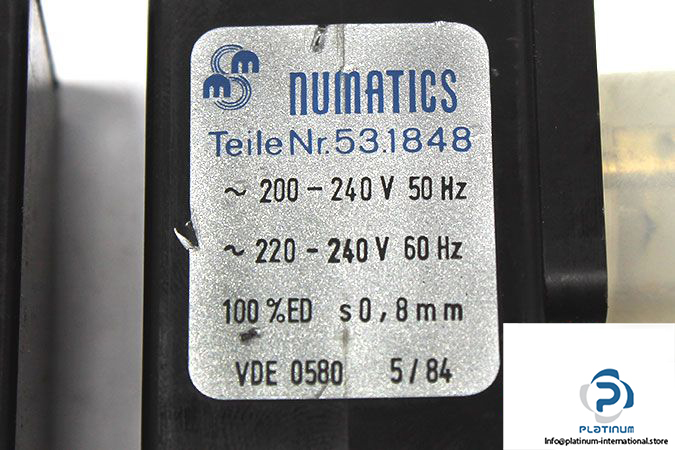 NUMATICS
Teile Nr. 53.1848
~ 200 - 240 V 50 Hz
~ 220 - 240 V 60 Hz
100 %ED s 0,8 mm
VDE 0580 5/84
PLATINUM
Info@platinum-international.store